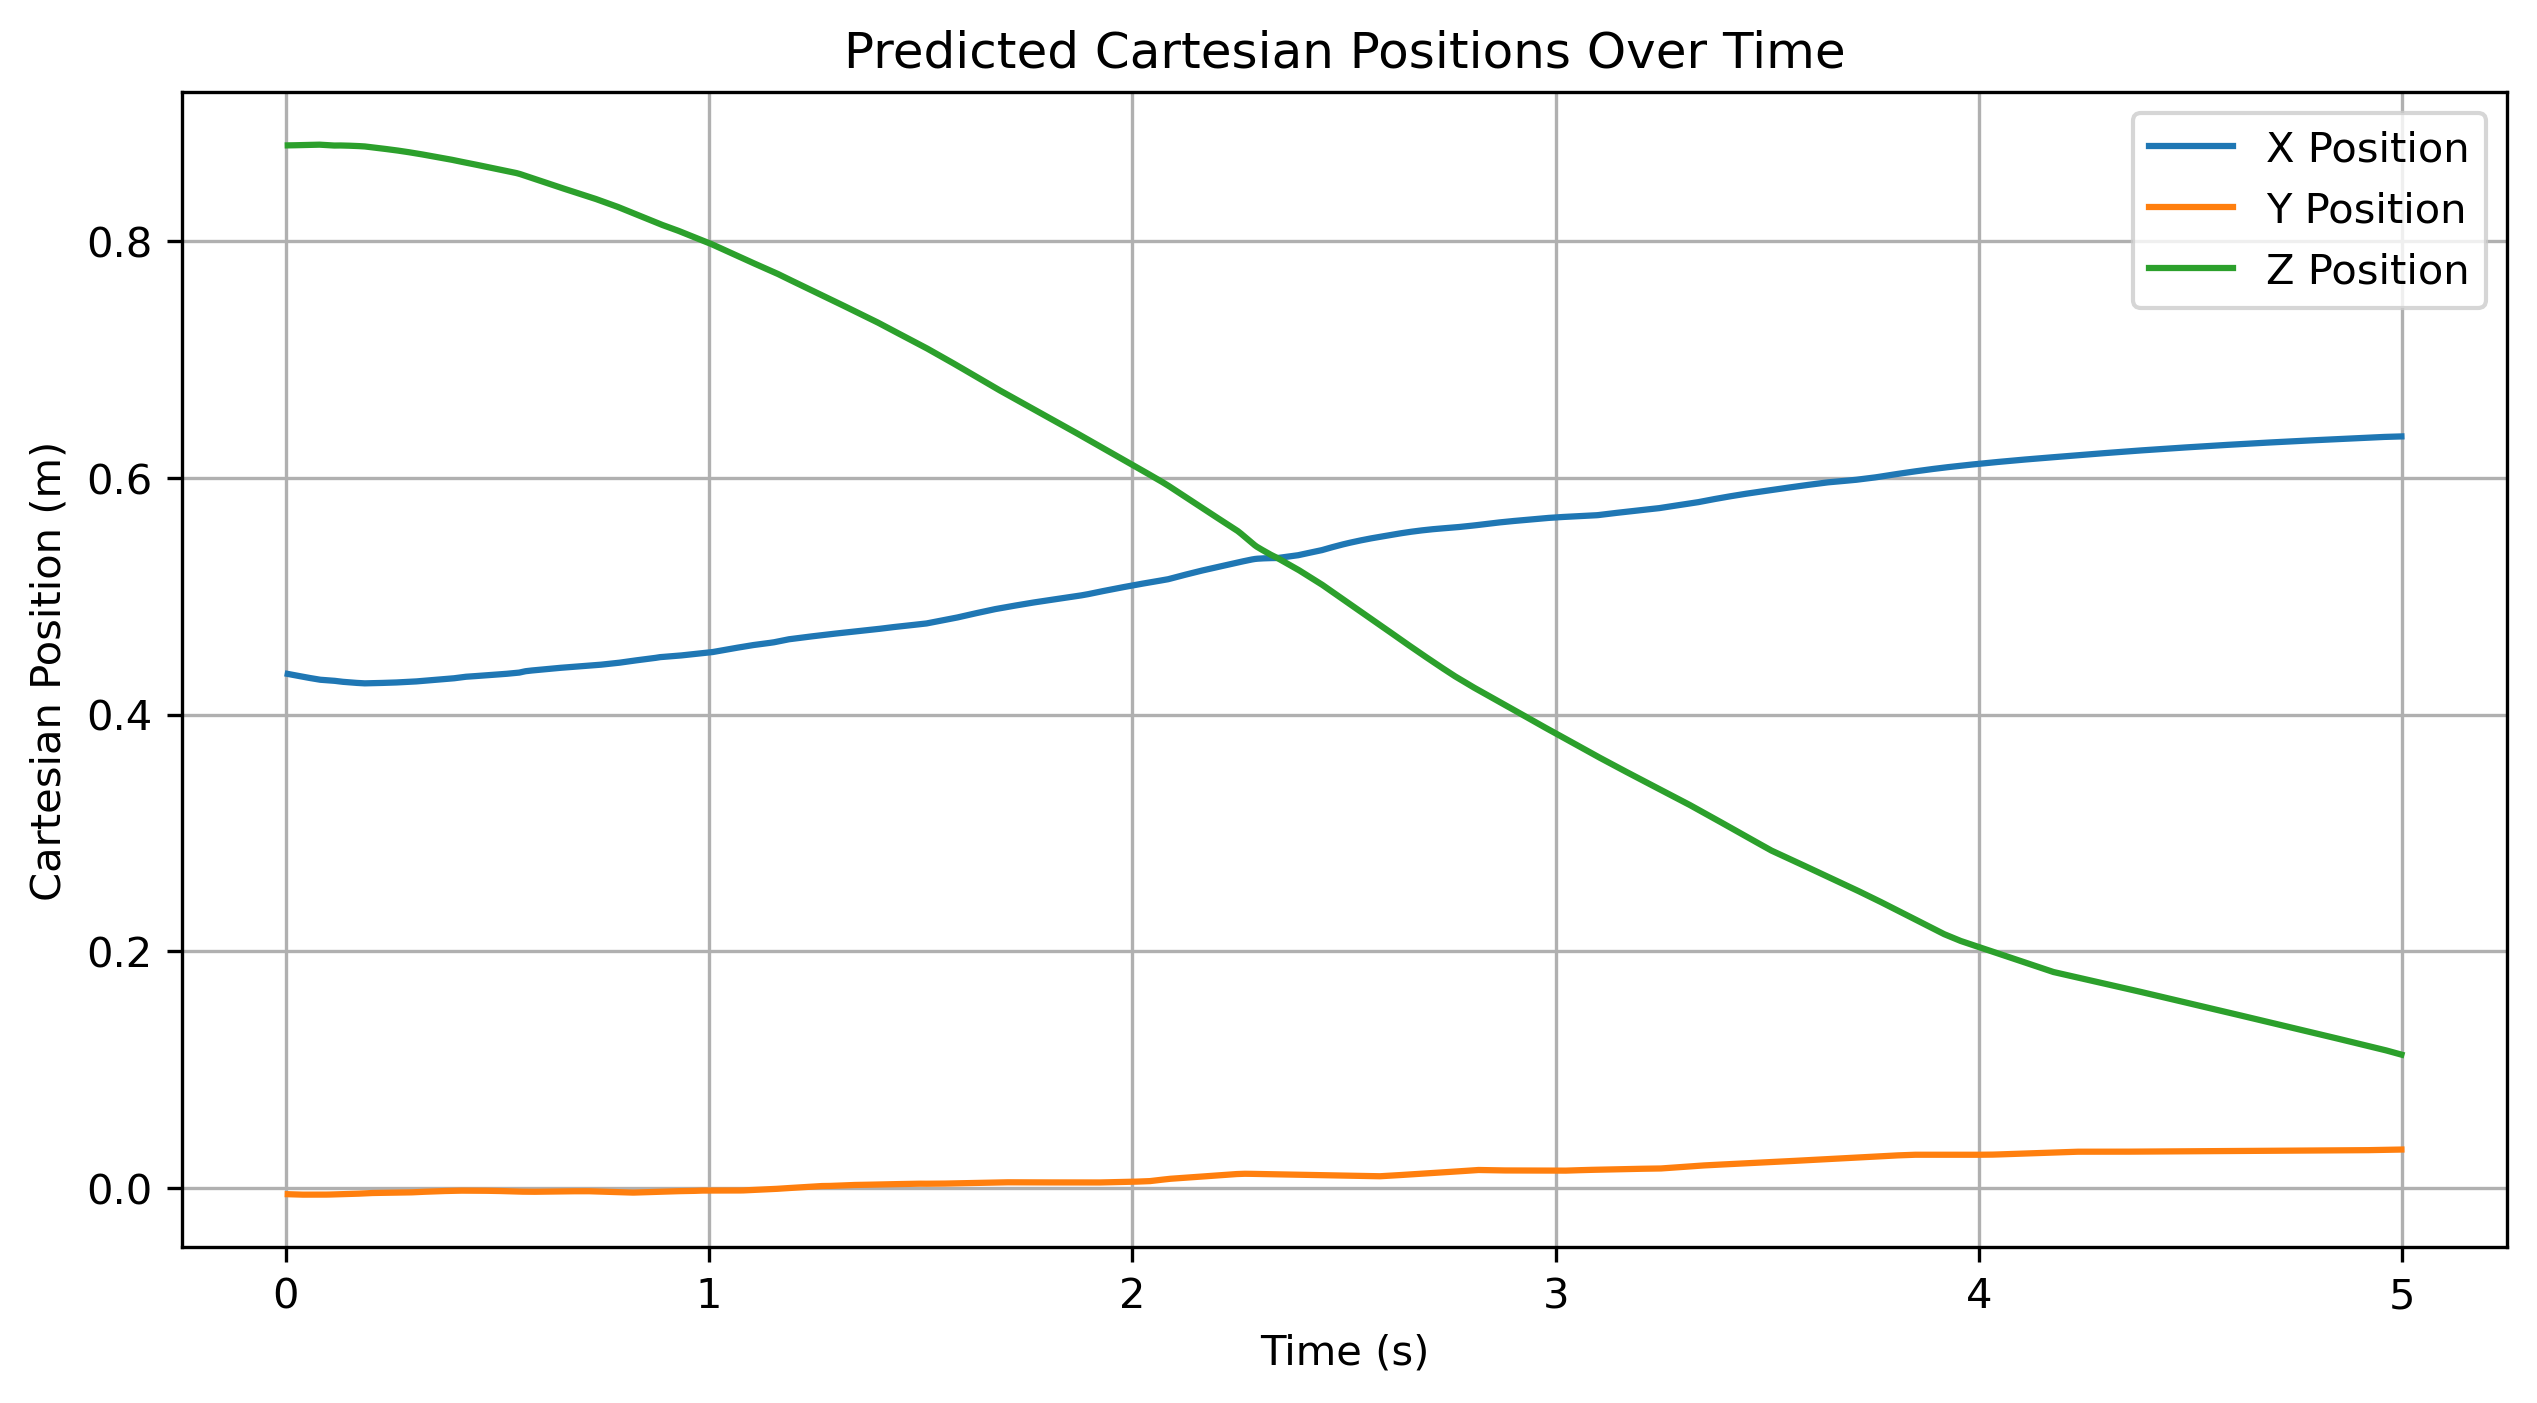 Predicted Cartesian Positions Over Time
X Position
Y Position
Z Position
Cartesian Position (m)
0.8
0.6
0.4
0.2
0.0
0 1 2 3 4 5
Time (s)